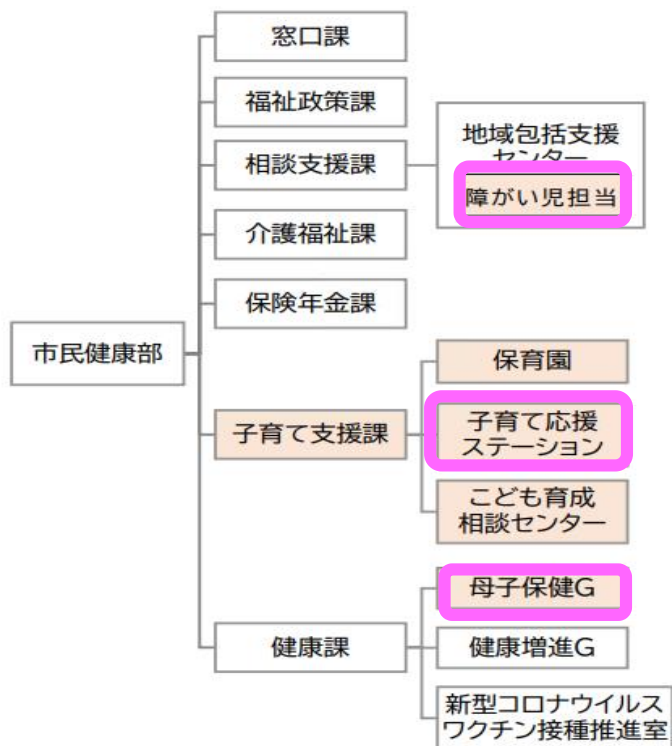 窓口課
福祉政策課
相談支援課
地域包括支援
センター
障がい児担当
介護福祉課
保険年金課
市民健康部
子育て支援課
保育園
子育て応援
ステーション
こども育成
相談センター
健康課
母子保健G
健康増進G
新型コロナウイルス
ワクチン接種推進室